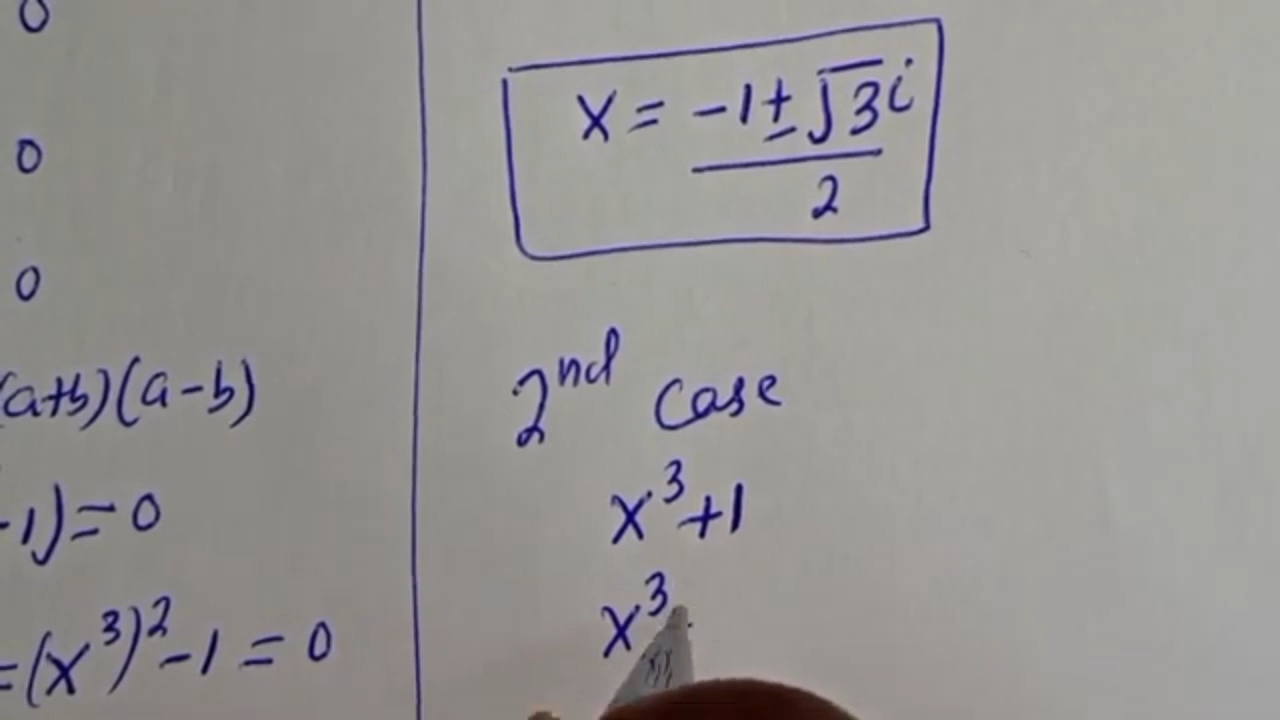 0
0
0
(a+b)(a-b)
-1)=0
=(x³)²-1=0
x = -1±√3i
2
2nd case
x³+1
x³